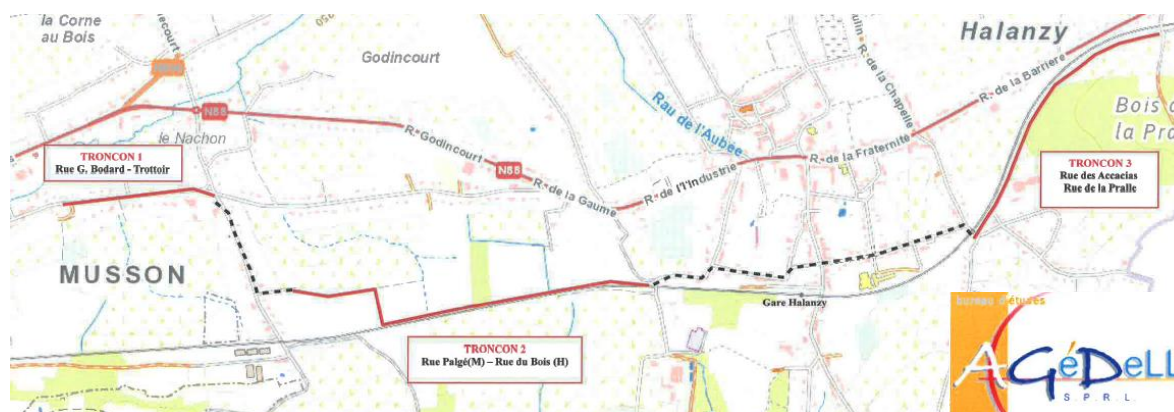 la Corne
au Bois
Godincourt
Halanzy
N88
le Nachon
R. Godincourt
N88
R. de la Gaume
R. de l'Industrie
Rau de l'Aubee
R. de la Fraternité
R. de la Chapelle
R. de la Barriere
Bois d
la Pra
TRONCON 1
Rue G. Bodard - Trottoir
TRONCON 3
Rue des Accacias
Rue de la Pralle
MUSSON
Gare Halanzy
TRONCON 2
Rue Palgé(M) – Rue du Bois (H)
bureau d'études
AGéDeLL
S.P.R.L.